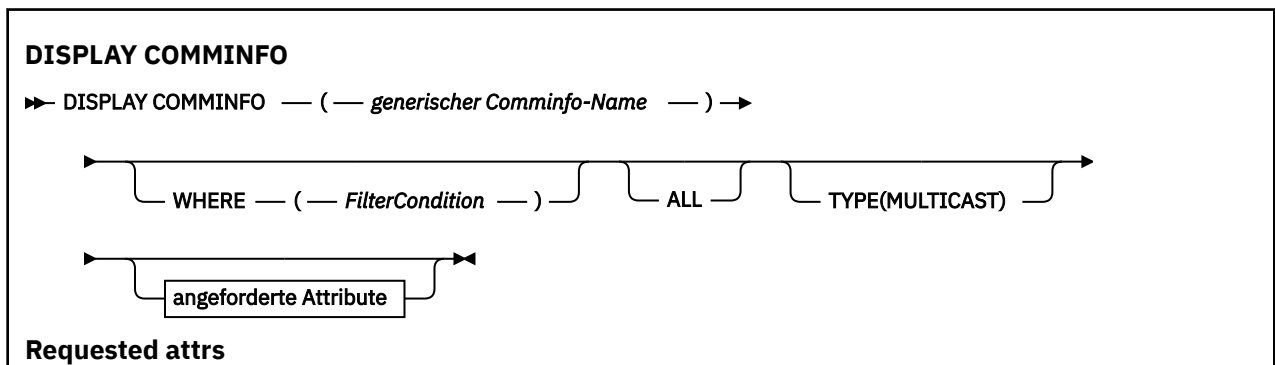 DISPLAY COMMINFO
DISPLAY COMMINFO ( generischer Comminfo-Name )
WHERE ( FilterCondition ) ALL TYPE(MULTICAST)
angeforderte Attribute
Requested attrs